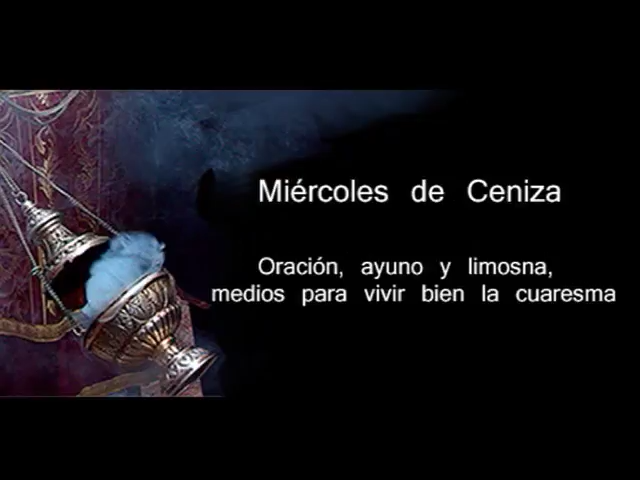 Miércoles de Ceniza
Oración, ayuno y limosna,
medios para vivir bien la cuaresma